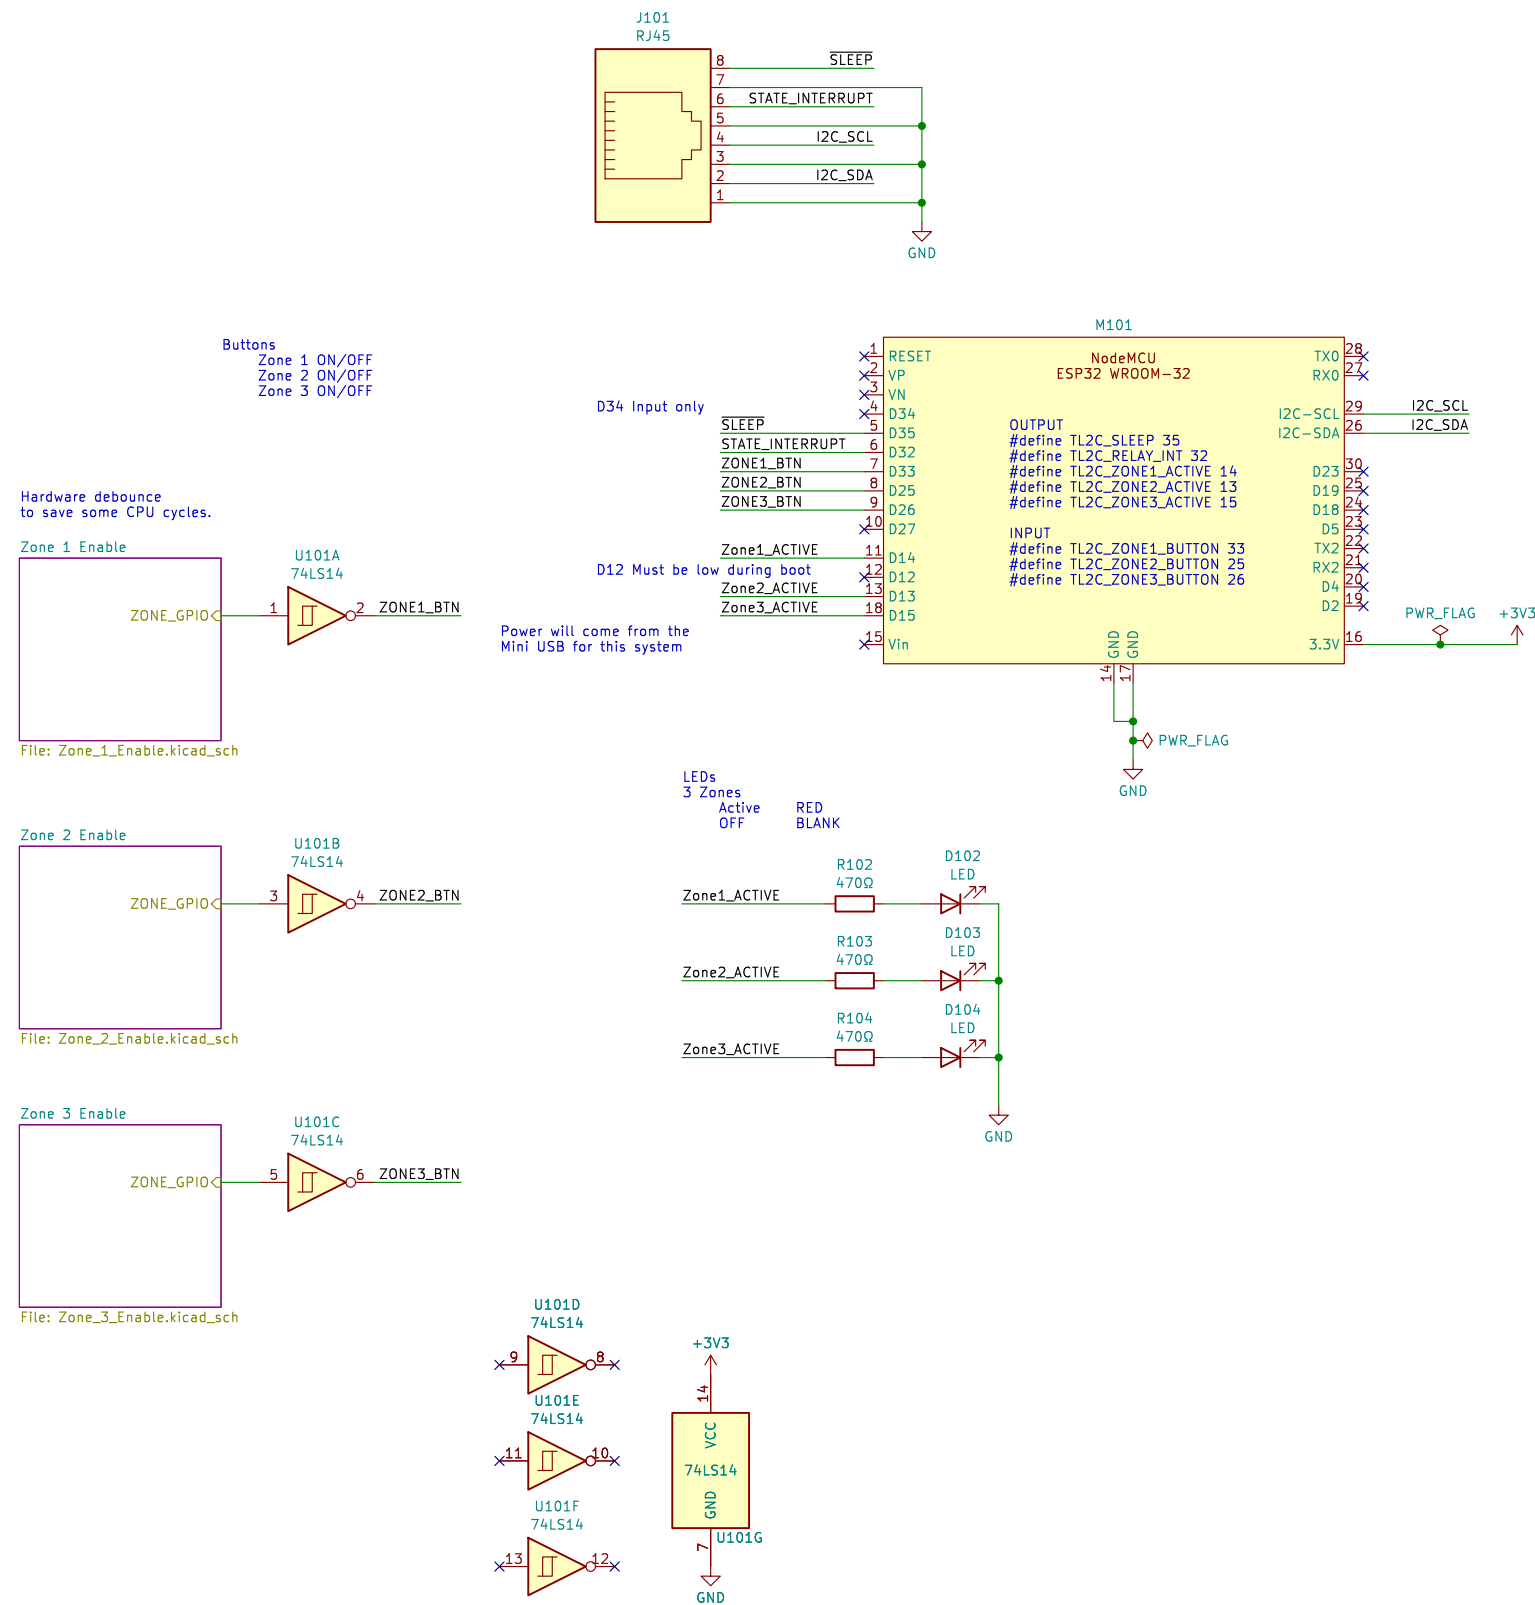 J101
RJ45
8
7
6
5
4
3
2
1
SLEEP
STATE_INTERRUPT
I2C_SCL
I2C_SDA
GND
Buttons
Zone 1 ON/OFF
Zone 2 ON/OFF
Zone 3 ON/OFF
D34 Input only
SLEEP
STATE_INTERRUPT
ZONE1_BTN
ZONE2_BTN
ZONE3_BTN
Zone1_ACTIVE
D12 Must be low during boot
Zone2_ACTIVE
Zone3_ACTIVE
Power will come from the
Mini USB for this system
M101
NodeMCU
ESP32 WROOM-32
1 RESET
2 VP
3 VN
4 D34
5 D35
6 D32
7 D33
8 D25
9 D26
10 D27
11 D14
12 D12
13 D13
18 D15
15 Vin
OUTPUT
#define TL2C_SLEEP 35
#define TL2C_RELAY_INT 32
#define TL2C_ZONE1_ACTIVE 14
#define TL2C_ZONE2_ACTIVE 13
#define TL2C_ZONE3_ACTIVE 15
INPUT
#define TL2C_ZONE1_BUTTON 33
#define TL2C_ZONE2_BUTTON 25
#define TL2C_ZONE3_BUTTON 26
TX0 28
RX0 27
I2C-SCL 29
I2C-SDA 26
D23 30
D19 25
D18 24
D5 23
TX2 22
RX2 21
D4 20
D2 19
3.3V 16
I2C_SCL
I2C_SDA
PWR_FLAG
+3V3
GND
GND
14
17
PWR_FLAG
GND
Hardware debounce
to save some CPU cycles.
Zone 1 Enable
ZONE_GPIO
File: Zone_1_Enable.kicad_sch
U101A
74LS14
1
2
ZONE1_BTN
Zone 2 Enable
ZONE_GPIO
File: Zone_2_Enable.kicad_sch
U101B
74LS14
3
4
ZONE2_BTN
Zone 3 Enable
ZONE_GPIO
File: Zone_3_Enable.kicad_sch
U101C
74LS14
5
6
ZONE3_BTN
LEDs
3 Zones
Active RED
OFF BLANK
Zone1_ACTIVE
R102
470Ω
D102
LED
Zone2_ACTIVE
R103
470Ω
D103
LED
Zone3_ACTIVE
R104
470Ω
D104
LED
GND
U101D
74LS14
9
8
U101E
74LS14
11
10
U101F
74LS14
13
12
+3V3
14
VCC
74LS14
GND
U101G
7
GND